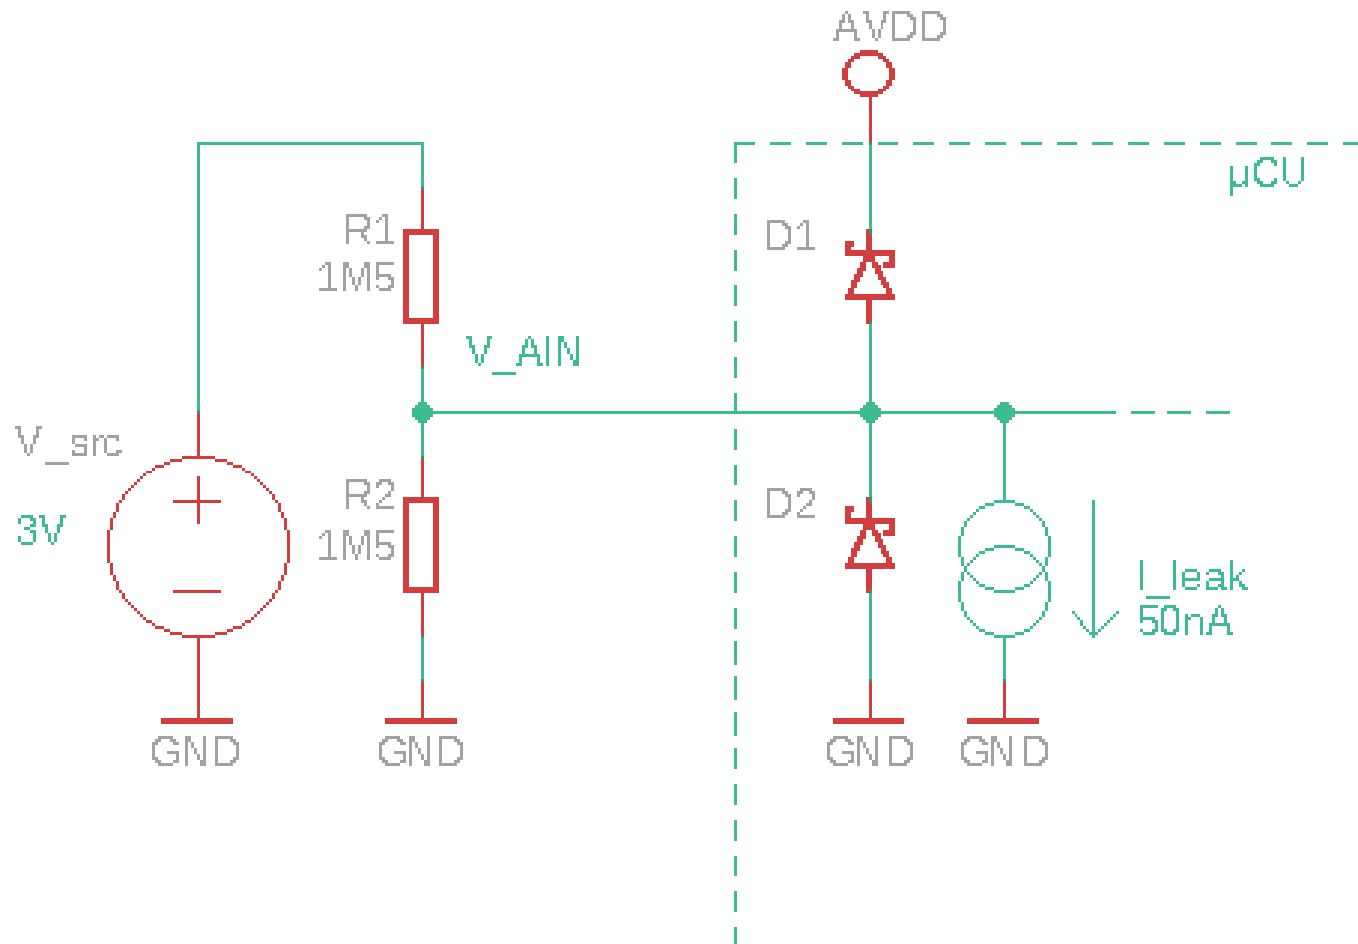 AVDD
µCU
R1
1M5
D1
V_AIN
V_src
3V
R2
1M5
D2
I_leak
50nA
GND
GND
GND
GND